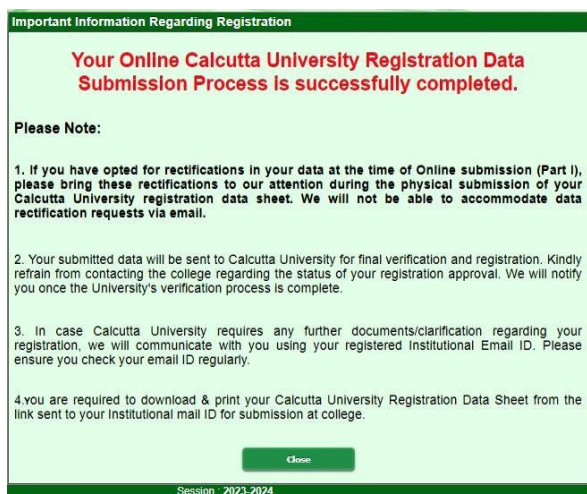 Important Information Regarding Registration
Your Online Calcutta University Registration Data
Submission Process is successfully completed.
Please Note:
1. If you have opted for rectifications in your data at the time of Online submission (Part I),
please bring these rectifications to our attention during the physical submission of your
Calcutta University registration data sheet. We will not be able to accommodate data
rectification requests via email.
2. Your submitted data will be sent to Calcutta University for final verification and registration. Kindly
refrain from contacting the college regarding the status of your registration approval. We will notify
you once the University's verification process is complete.
3. In case Calcutta University requires any further documents/clarification regarding your
registration, we will communicate with you using your registered Institutional Email ID. Please
ensure you check your email ID regularly.
4.You are required to download & print your Calcutta University Registration Data Sheet from the
link sent to your Institutional mail ID for submission at college.
Close
Session : 2023-2024